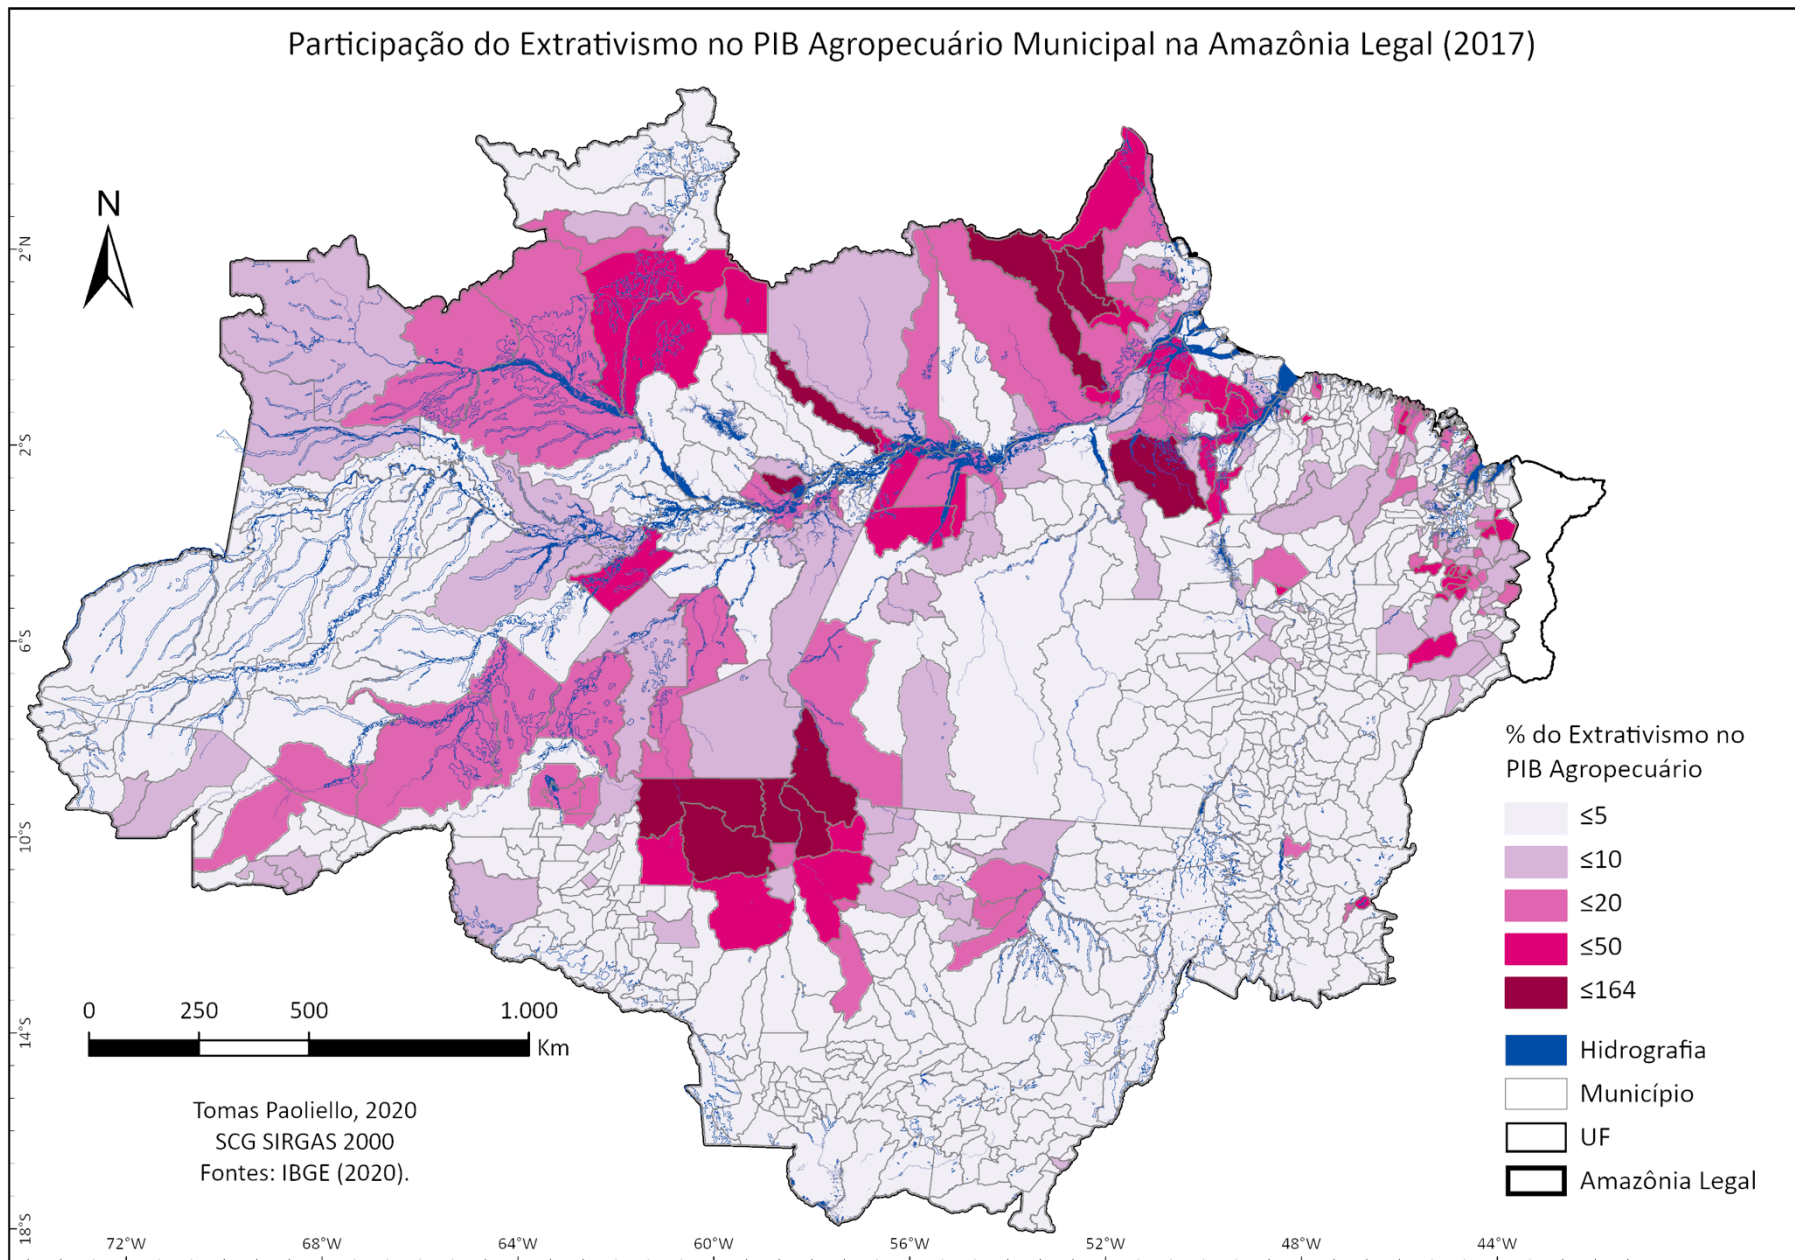 Participação do Extrativismo no PIB Agropecuário Municipal na Amazônia Legal (2017)
N
2°N
2°S
6°S
10°S
14°S
18°S
% do Extrativismo no
PIB Agropecuário
≤5
≤10
≤20
≤50
≤164
Hidrografia
Município
UF
Amazônia Legal
0 250 500 1.000
Km
Tomas Paoliello, 2020
SCG SIRGAS 2000
Fontes: IBGE (2020).
72°W 68°W 64°W 60°W 56°W 52°W 48°W 44°W